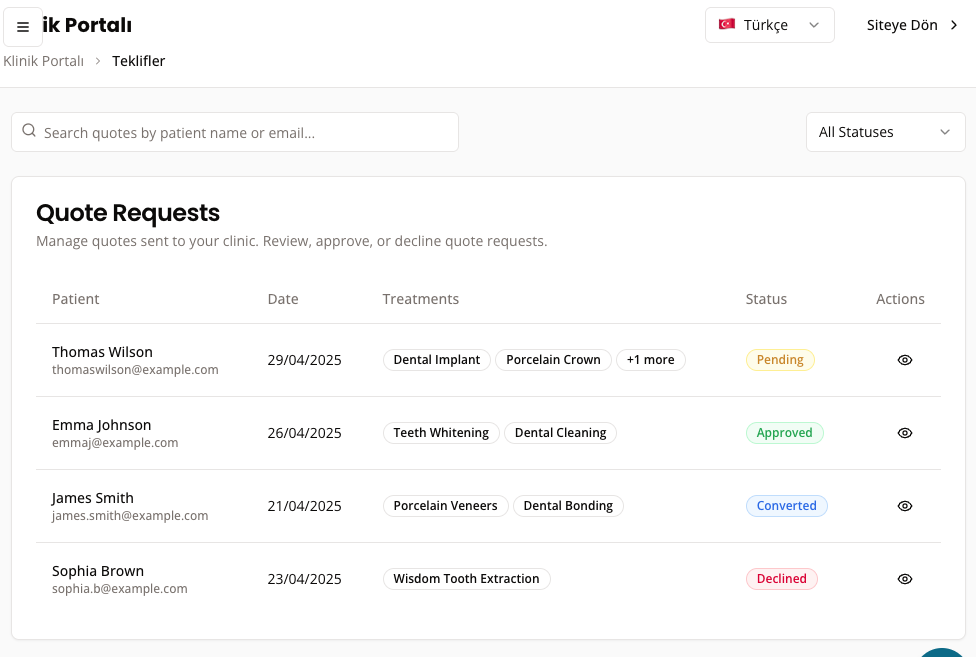 ik Portalı
Türkçe
Siteye Dön
Klinik Portalı
Teklifler
Search quotes by patient name or email...
All Statuses
Quote Requests
Manage quotes sent to your clinic. Review, approve, or decline quote requests.
Patient Date Treatments Status Actions
Thomas Wilson
thomaswilson@example.com
29/04/2025
Dental Implant Porcelain Crown +1 more
Pending
Emma Johnson
emmaj@example.com
26/04/2025
Teeth Whitening Dental Cleaning
Approved
James Smith
james.smith@example.com
21/04/2025
Porcelain Veneers Dental Bonding
Converted
Sophia Brown
sophia.b@example.com
23/04/2025
Wisdom Tooth Extraction
Declined